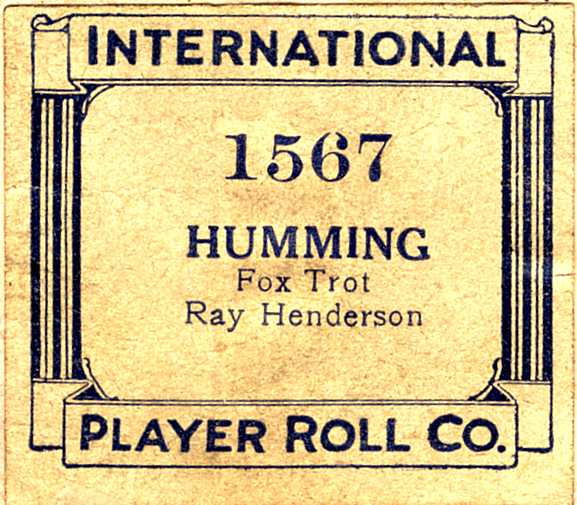 INTERNATIONAL
1567
HUMMING
Fox Trot
Ray Henderson
PLAYER ROLL CO.